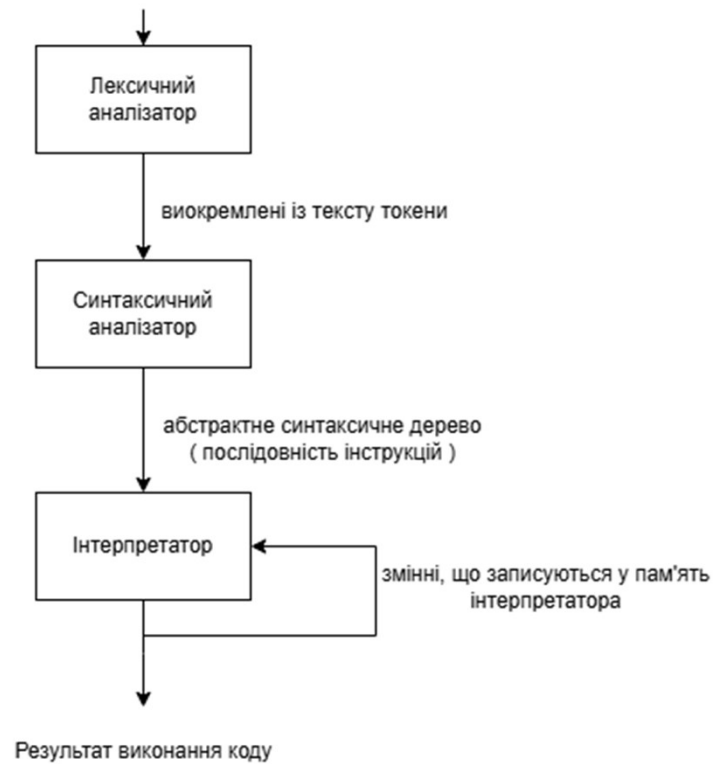 Лексичний
аналізатор
виокремлені із тексту токени
Синтаксичний
аналізатор
абстрактне синтаксичне дерево
( послідовність інструкцій )
Інтерпретатор
змінні, що записуються у пам'ять
інтерпретатора
Результат виконання коду